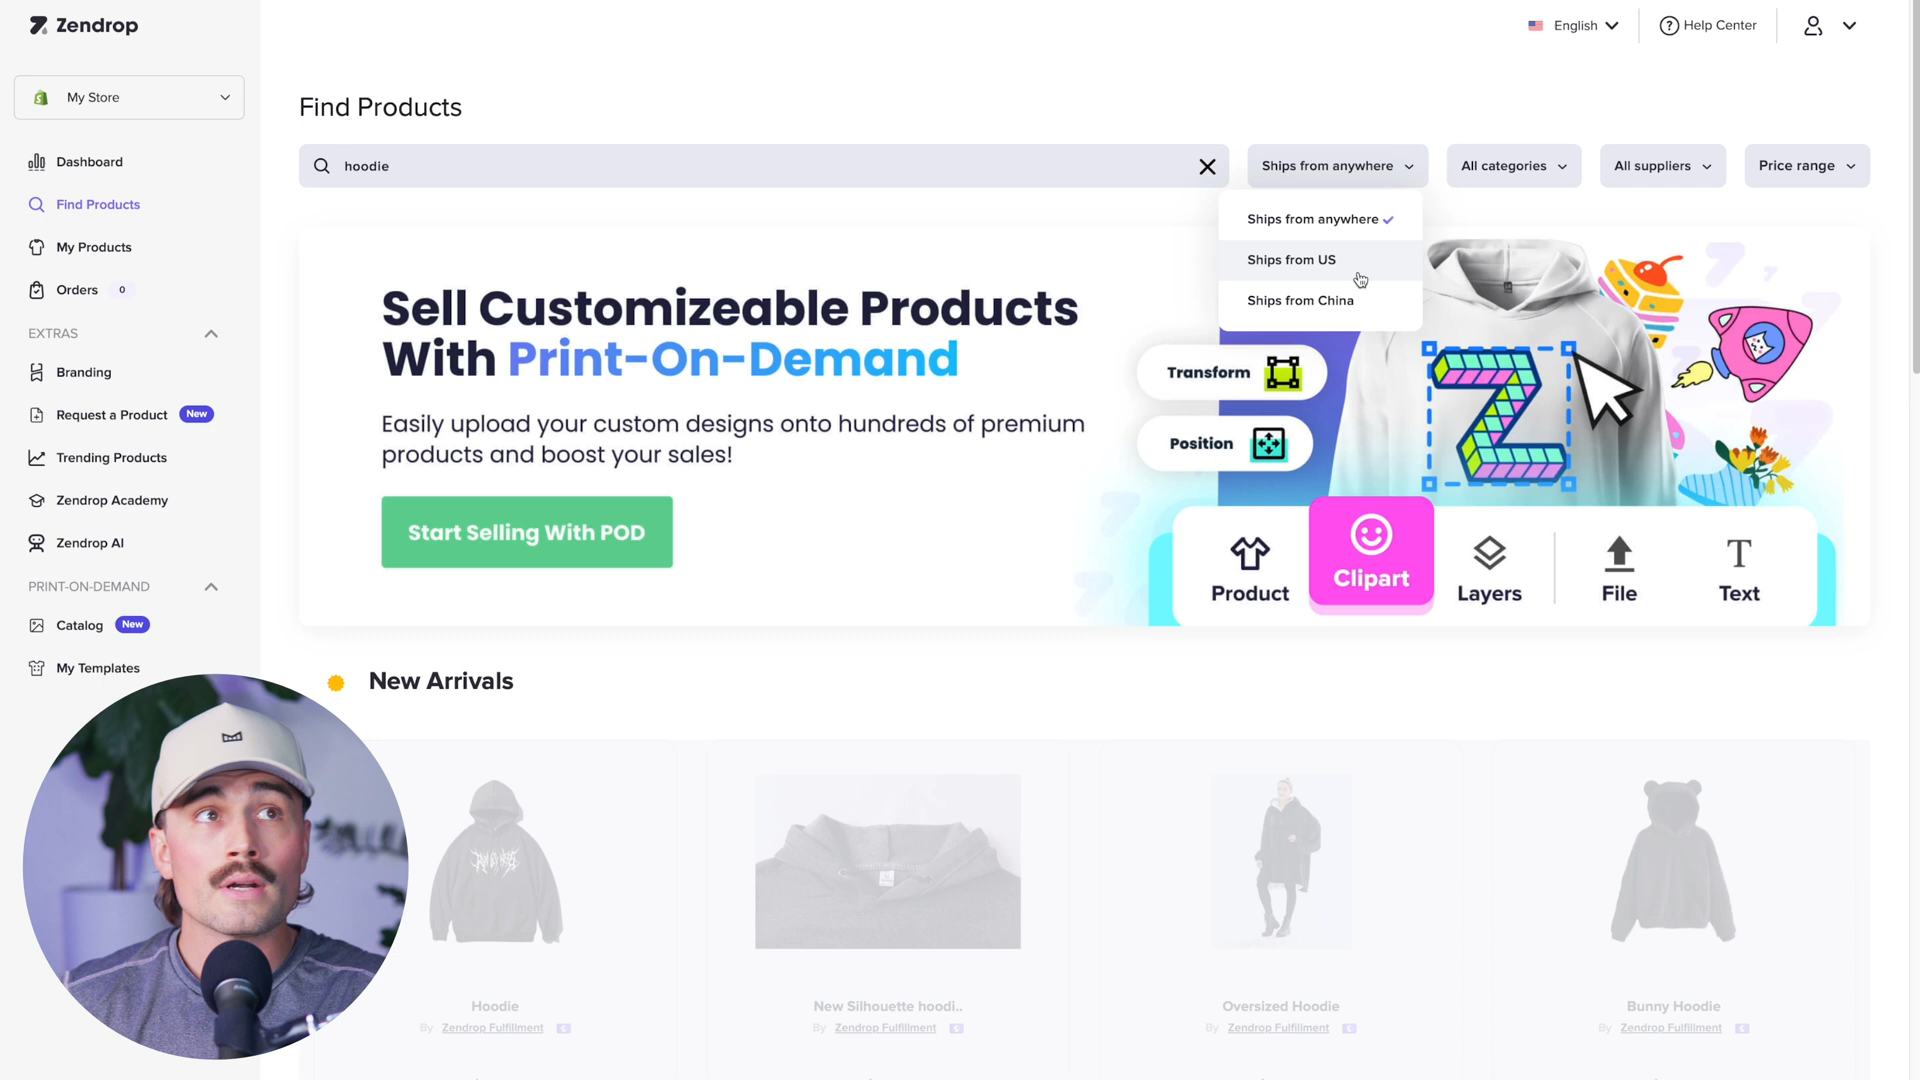 Zendrop
English
Help Center
My Store
Dashboard
Find Products
My Products
Orders 0
EXTRAS
Branding
Request a Product New
Trending Products
Zendrop Academy
Zendrop AI
PRINT-ON-DEMAND
Catalog New
My Templates
Find Products
hoodie
Ships from anywhere
All categories
All suppliers
Price range
Ships from anywhere
Ships from US
Ships from China
Sell Customizeable Products
With Print-On-Demand
Easily upload your custom designs onto hundreds of premium
products and boost your sales!
Start Selling With POD
Transform
Position
Product
Clipart
Layers
File
Text
New Arrivals
Hoodie
By Zendrop Fulfillment
New Silhouette hoodi..
By Zendrop Fulfillment
Oversized Hoodie
By Zendrop Fulfillment
Bunny Hoodie
By Zendrop Fulfillment